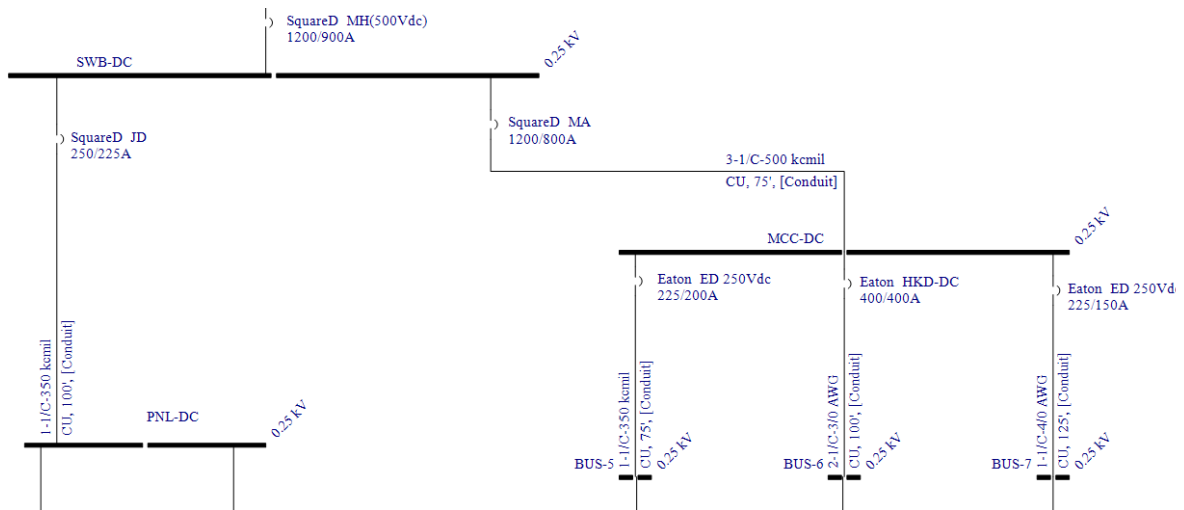 SquareD MH(500Vdc)
1200/900A
SWB-DC
0.25 kV
SquareD JD
250/225A
SquareD MA
1200/800A
3-1/C-500 kcmil
CU, 75', [Conduit]
MCC-DC
0.25 kV
Eaton ED 250Vdc
225/200A
Eaton HKD-DC
400/400A
Eaton ED 250Vdc
225/150A
1-1/C-350 kcmil
CU, 100', [Conduit]
PNL-DC
0.25 kV
BUS-5
1-1/C-350 kcmil
CU, 75', [Conduit]
0.25 kV
BUS-6
2-1/C-3/0 AWG
CU, 100', [Conduit]
0.25 kV
BUS-7
1-1/C-4/0 AWG
CU, 125', [Conduit]
0.25 kV